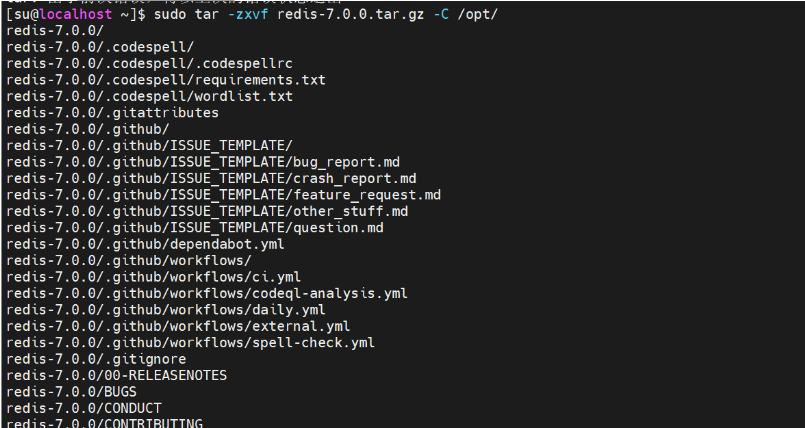 [su@localhost ~]$ sudo tar -zxvf redis-7.0.0.tar.gz -C /opt/
redis-7.0.0/
redis-7.0.0/.codespell/
redis-7.0.0/.codespell/.codespellrc
redis-7.0.0/.codespell/requirements.txt
redis-7.0.0/.codespell/wordlist.txt
redis-7.0.0/.gitattributes
redis-7.0.0/.github/
redis-7.0.0/.github/ISSUE_TEMPLATE/
redis-7.0.0/.github/ISSUE_TEMPLATE/bug_report.md
redis-7.0.0/.github/ISSUE_TEMPLATE/crash_report.md
redis-7.0.0/.github/ISSUE_TEMPLATE/feature_request.md
redis-7.0.0/.github/ISSUE_TEMPLATE/other_stuff.md
redis-7.0.0/.github/ISSUE_TEMPLATE/question.md
redis-7.0.0/.github/dependabot.yml
redis-7.0.0/.github/workflows/
redis-7.0.0/.github/workflows/ci.yml
redis-7.0.0/.github/workflows/codeql-analysis.yml
redis-7.0.0/.github/workflows/daily.yml
redis-7.0.0/.github/workflows/external.yml
redis-7.0.0/.github/workflows/spell-check.yml
redis-7.0.0/.gitignore
redis-7.0.0/00-RELEASENOTES
redis-7.0.0/BUGS
redis-7.0.0/CONDUCT
redis-7.0.0/CONTRIBUTING